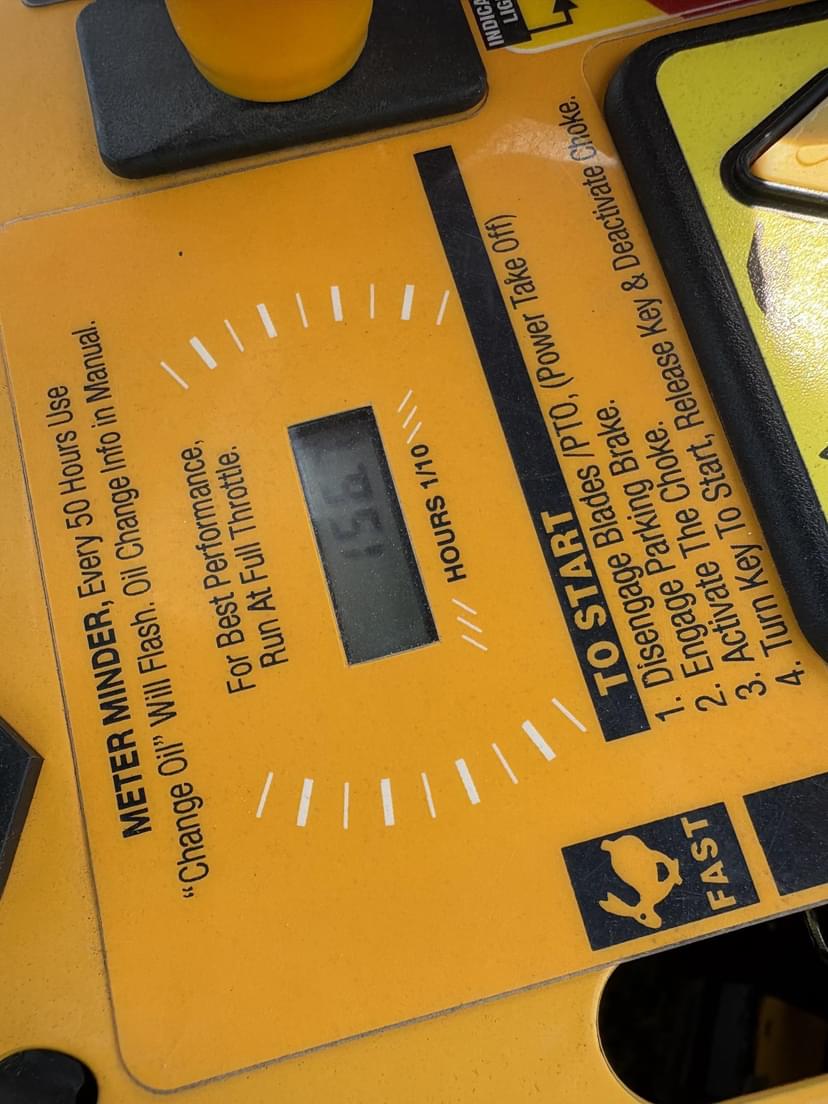 METER MINDER, Every 50 Hours Use
“Change Oil” Will Flash. Oil Change Info in Manual.
For Best Performance,
Run At Full Throttle.
HOURS 1/10
TO START
1. Disengage Blades /PTO, (Power Take Off)
2. Engage Parking Brake.
3. Activate The Choke.
4. Turn Key To Start, Release Key & Deactivate Choke.
FAST